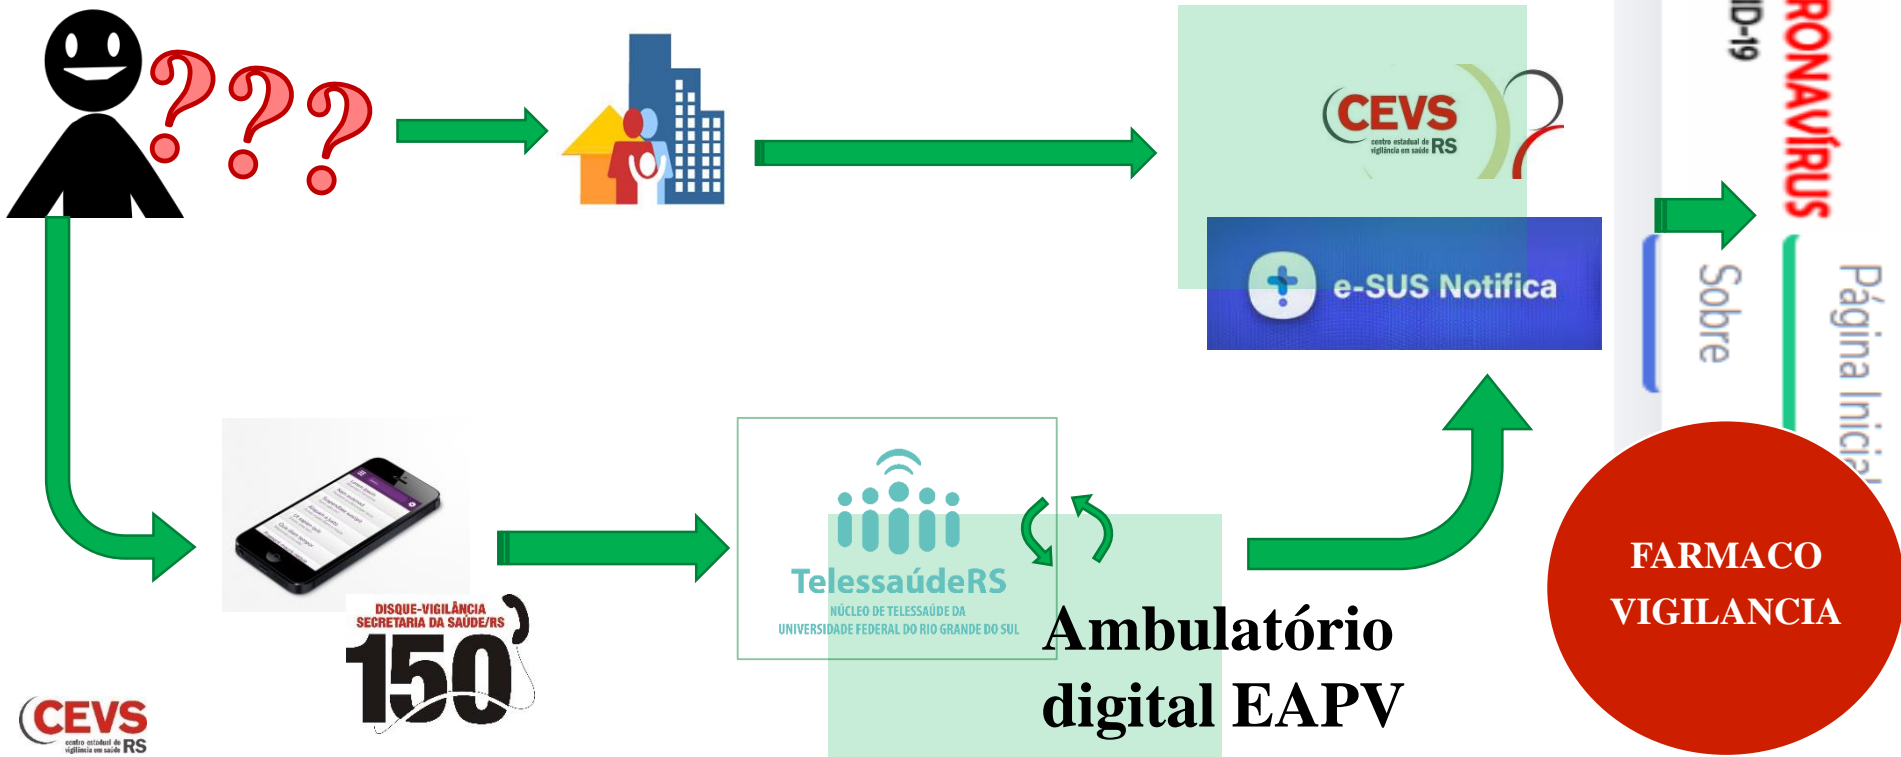 ???
CEVS
centro estadual de
vigilância em saúde RS
e-SUS Notifica
RONAVÍRUS
ID-19
Sobre
Página Inicial
DISQUE-VIGILÂNCIA
SECRETARIA DA SAÚDE/RS
150
TelessaúdeRS
NÚCLEO DE TELESSAÚDE DA
UNIVERSIDADE FEDERAL DO RIO GRANDE DO SUL
Ambulatório
digital EAPV
FARMACO
VIGILANCIA
CEVS
centro estadual de
vigilância em saúde RS